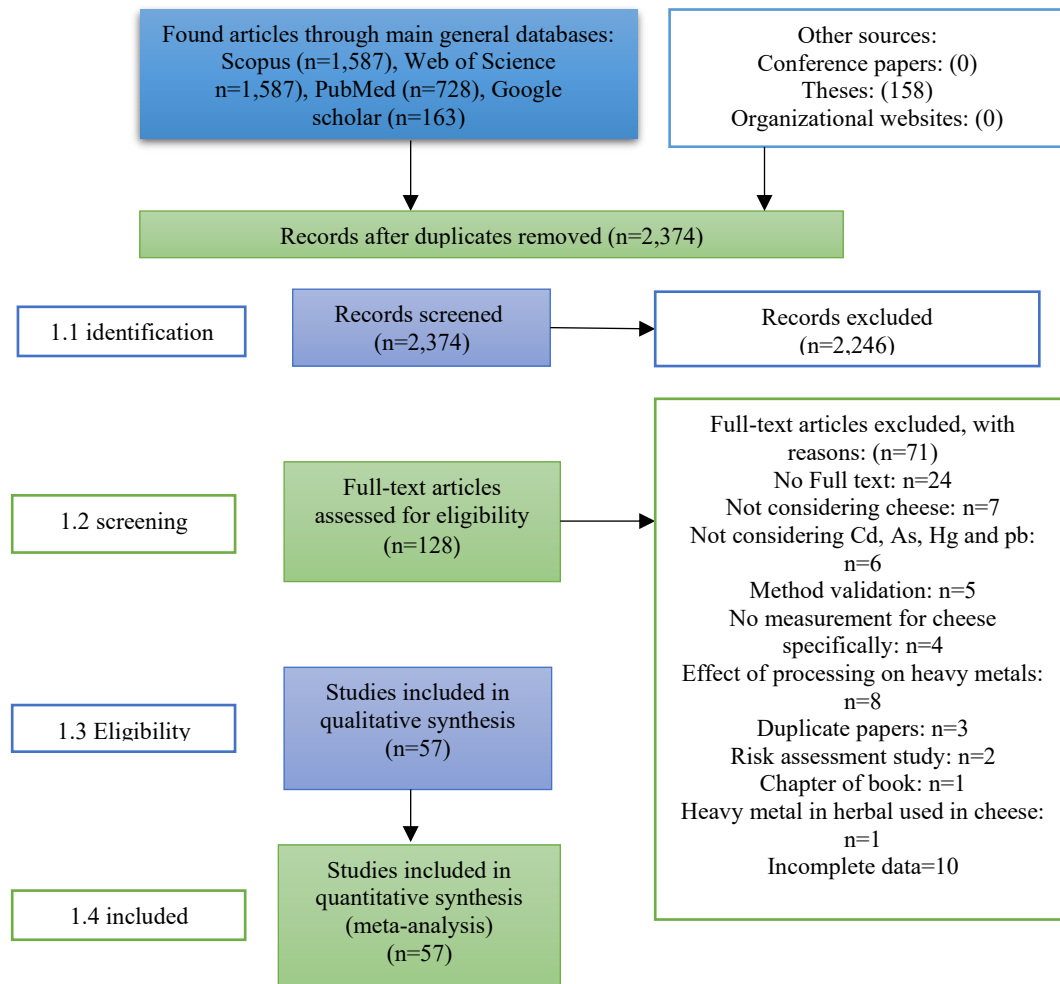 Found articles through main general databases:
Scopus (n=1,587), Web of Science
n=1,587), PubMed (n=728), Google
scholar (n=163)
Other sources:
Conference papers: (0)
Theses: (158)
Organizational websites: (0)
Records after duplicates removed (n=2,374)
1.1 identification
Records screened
(n=2,374)
Records excluded
(n=2,246)
1.2 screening
Full-text articles
assessed for eligibility
(n=128)
Full-text articles excluded, with
reasons: (n=71)
No Full text: n=24
Not considering cheese: n=7
Not considering Cd, As, Hg and pb:
n=6
Method validation: n=5
No measurement for cheese
specifically: n=4
Effect of processing on heavy metals:
n=8
Duplicate papers: n=3
Risk assessment study: n=2
Chapter of book: n=1
Heavy metal in herbal used in cheese:
n=1
Incomplete data=10
1.3 Eligibility
Studies included in
qualitative synthesis
(n=57)
1.4 included
Studies included in
quantitative synthesis
(meta-analysis)
(n=57)